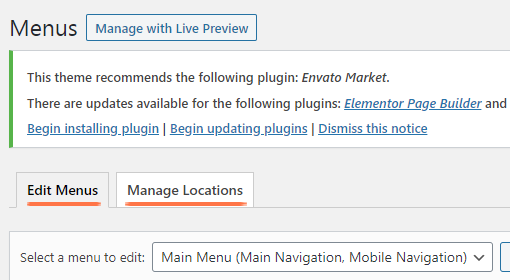 Menus Manage with Live Preview
This theme recommends the following plugin: Envato Market.
There are updates available for the following plugins: Elementor Page Builder and
Begin installing plugin | Begin updating plugins | Dismiss this notice
Edit Menus Manage Locations
Select a menu to edit: Main Menu (Main Navigation, Mobile Navigation)